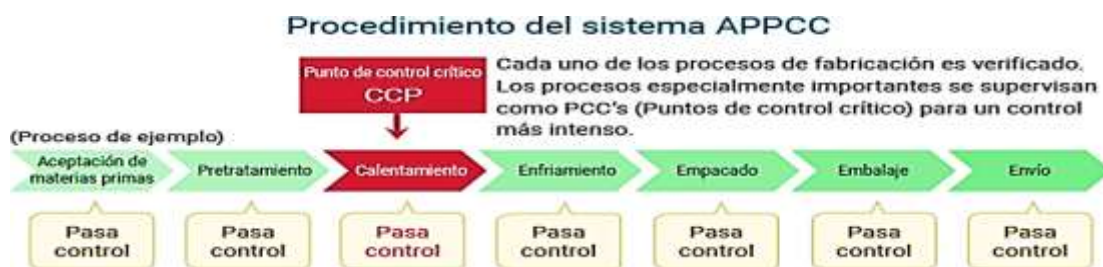 Procedimiento del sistema APPCC
Punto de control crítico
CCP
Cada uno de los procesos de fabricación es verificado.
Los procesos especialmente importantes se supervisan
como PCC's (Puntos de control crítico) para un control
más intenso.
(Proceso de ejemplo)
Aceptación de
materias primas
Pretratamiento
Calentamiento
Enfriamiento
Empacado
Embalaje
Envío
Pasa
control
Pasa
control
Pasa
control
Pasa
control
Pasa
control
Pasa
control
Pasa
control